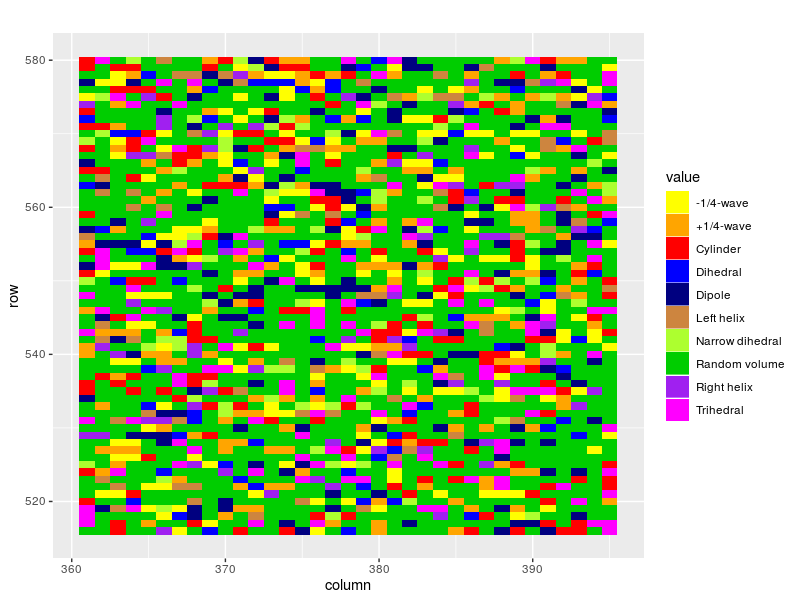 580
560
540
520
row
360
370
380
390
column
value
-1/4-wave
+1/4-wave
Cylinder
Dihedral
Dipole
Left helix
Narrow dihedral
Random volume
Right helix
Trihedral